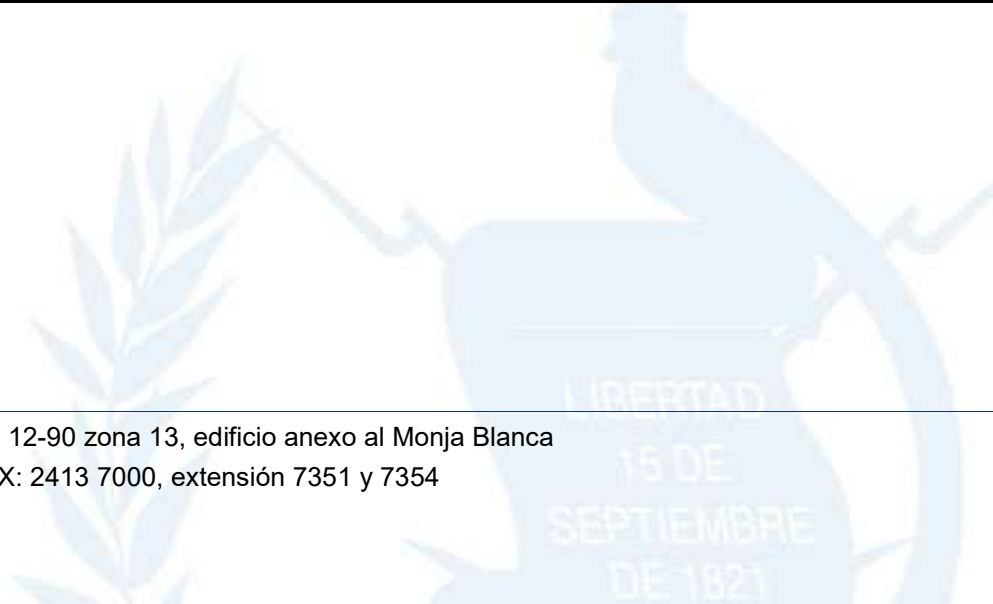 LIBERTAD
12-90 zona 13, edificio anexo al Monja Blanca
X: 2413 7000, extensión 7351 y 7354
15 DE
SEPTIEMBRE
DE 1821